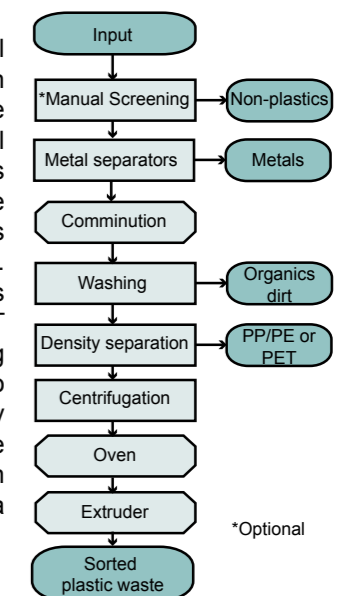 Input
*Manual Screening
Non-plastics
Metal separators
Metals
Comminution
Washing
Organics
dirt
Density separation
PP/PE or
PET
Centrifugation
Oven
Extruder
*Optional
Sorted
plastic waste